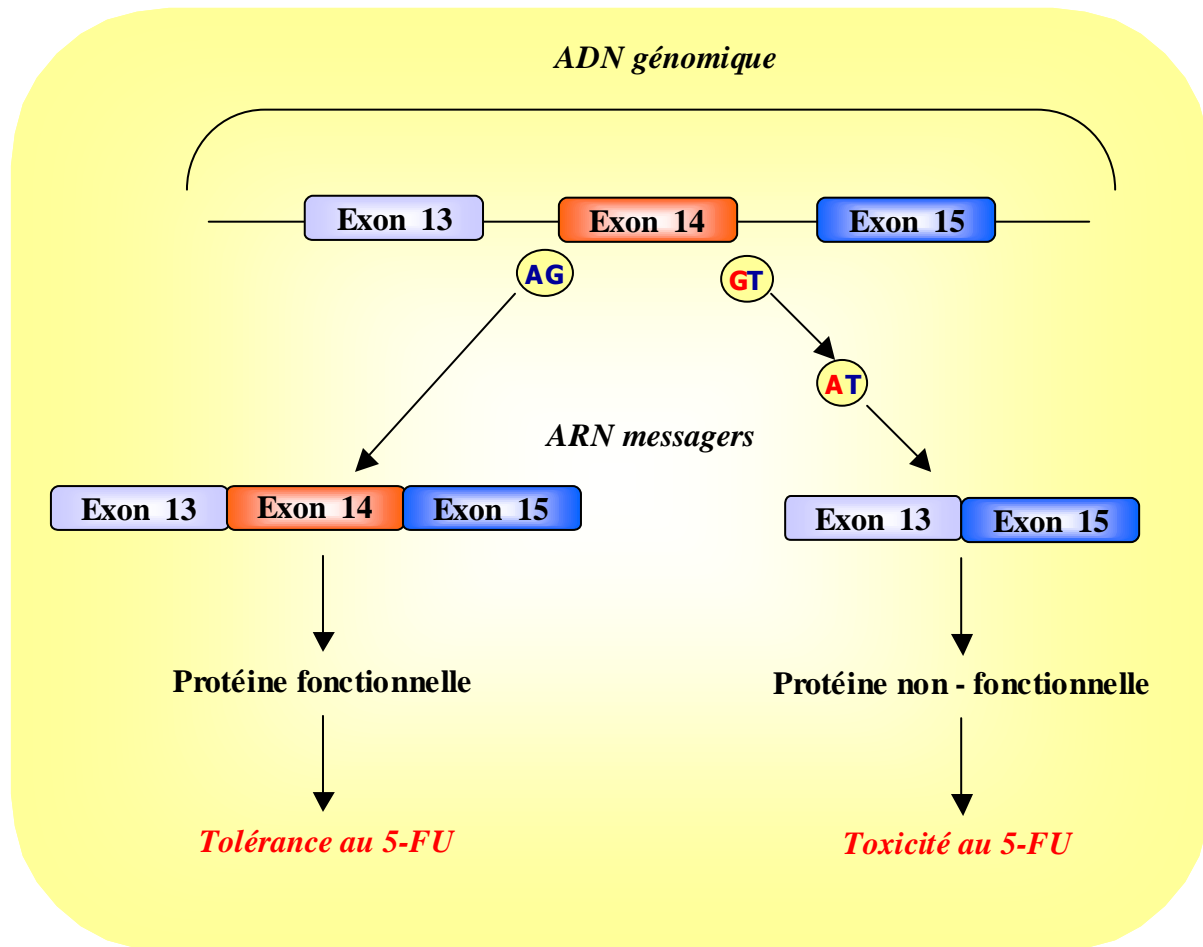 ADN génomique
Exon 13 Exon 14 Exon 15
AG GT
AT
ARN messagers
Exon 13 Exon 14 Exon 15 Exon 13 Exon 15
Protéine fonctionnelle Protéine non - fonctionnelle
Tolérance au 5-FU Toxicité au 5-FU